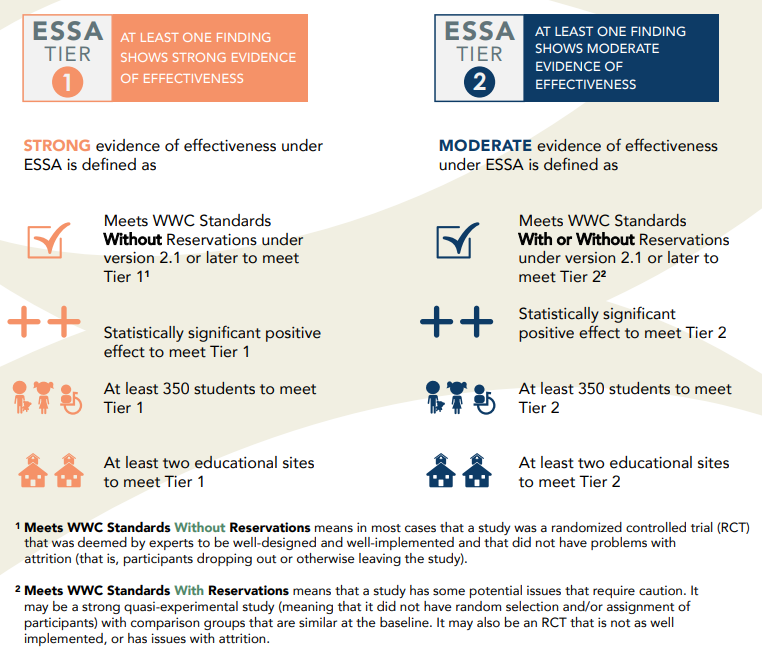 ESSA
TIER
1
AT LEAST ONE FINDING
SHOWS STRONG EVIDENCE
OF EFFECTIVENESS
STRONG evidence of effectiveness under
ESSA is defined as
Meets WWC Standards
Without Reservations under
version 2.1 or later to meet
Tier 1¹
Statistically significant positive
effect to meet Tier 1
At least 350 students to meet
Tier 1
At least two educational sites
to meet Tier 1
ESSA
TIER
2
AT LEAST ONE FINDING
SHOWS MODERATE
EVIDENCE OF
EFFECTIVENESS
MODERATE evidence of effectiveness
under ESSA is defined as
Meets WWC Standards
With or Without Reservations
under version 2.1 or later to
meet Tier 2²
Statistically significant
positive effect to meet Tier 2
At least 350 students to meet
Tier 2
At least two educational sites
to meet Tier 2
¹ Meets WWC Standards Without Reservations means in most cases that a study was a randomized controlled trial (RCT)
that was deemed by experts to be well-designed and well-implemented and that did not have problems with
attrition (that is, participants dropping out or otherwise leaving the study).
² Meets WWC Standards With Reservations means that a study has some potential issues that require caution. It
may be a strong quasi-experimental study (meaning that it did not have random selection and/or assignment of
participants) with comparison groups that are similar at the baseline. It may also be an RCT that is not as well
implemented, or has issues with attrition.